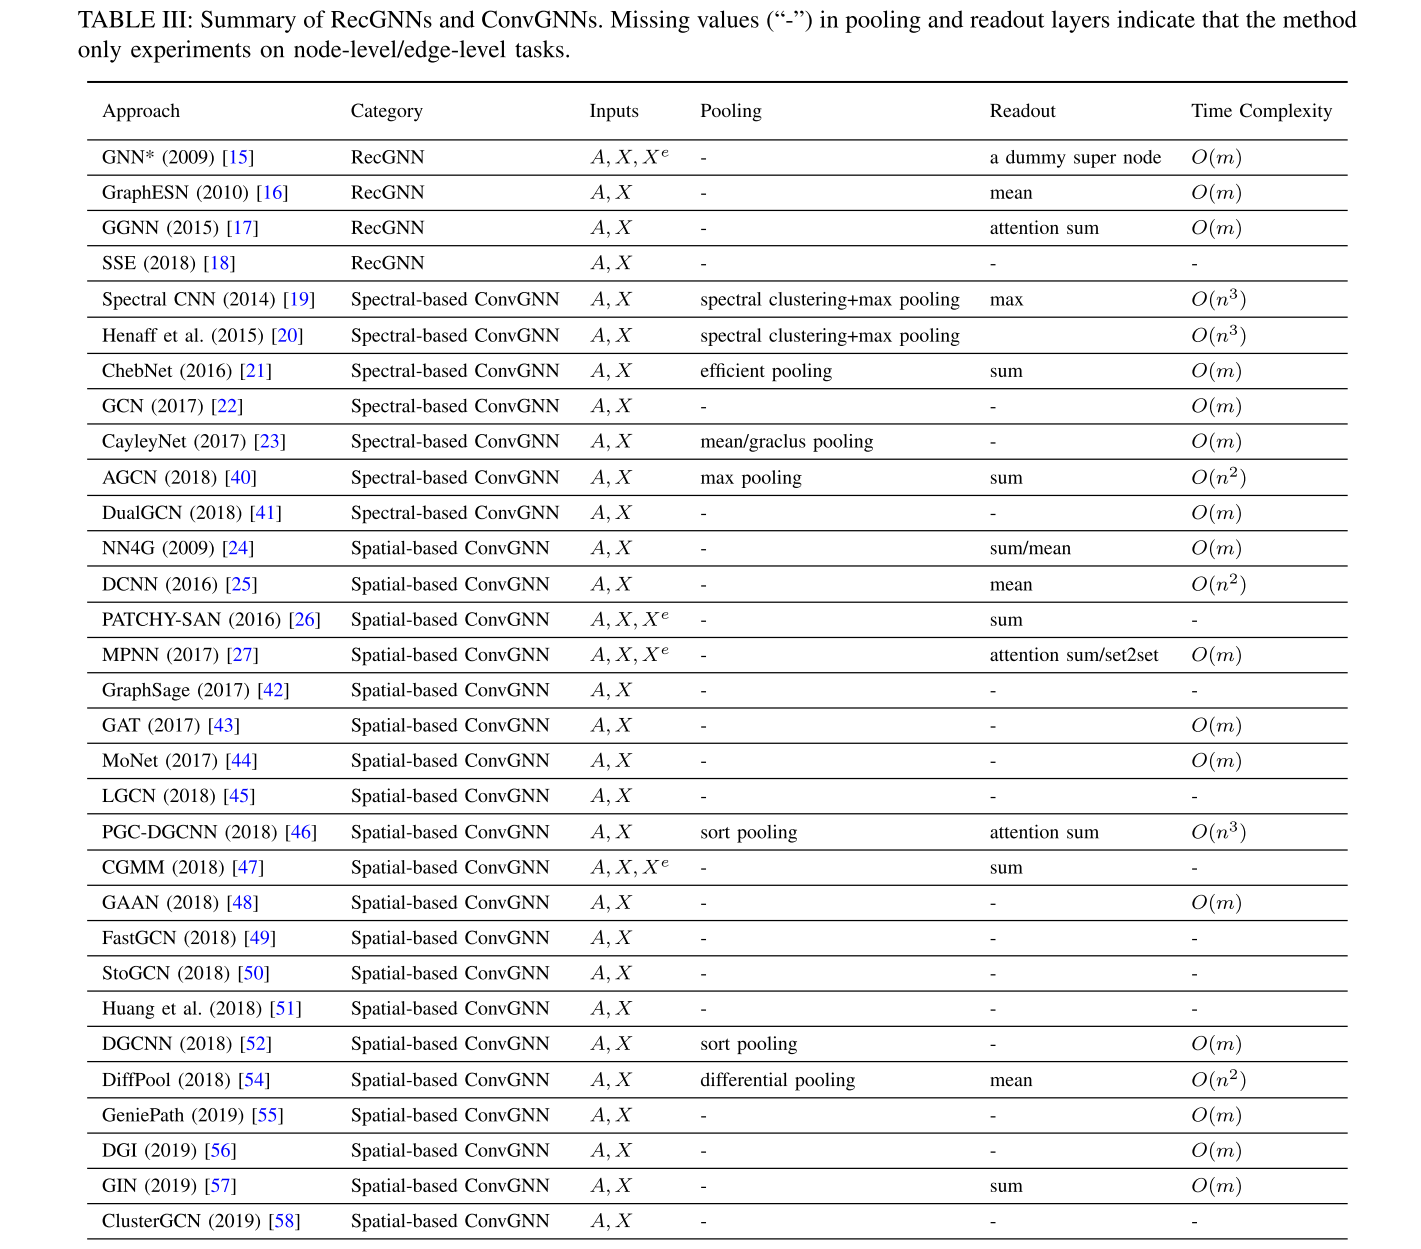 TABLE III: Summary of RecGNNs and ConvGNNs. Missing values (“-”) in pooling and readout layers indicate that the method
only experiments on node-level/edge-level tasks.
Approach Category Inputs Pooling Readout Time Complexity
GNN* (2009) [15] RecGNN A, X, Xᵉ - a dummy super node O(m)
GraphESN (2010) [16] RecGNN A, X - mean O(m)
GGNN (2015) [17] RecGNN A, X - attention sum O(m)
SSE (2018) [18] RecGNN A, X - - -
Spectral CNN (2014) [19] Spectral-based ConvGNN A, X spectral clustering+max pooling max O(n³)
Henaff et al. (2015) [20] Spectral-based ConvGNN A, X spectral clustering+max pooling O(n³)
ChebNet (2016) [21] Spectral-based ConvGNN A, X efficient pooling sum O(m)
GCN (2017) [22] Spectral-based ConvGNN A, X - - O(m)
CayleyNet (2017) [23] Spectral-based ConvGNN A, X mean/graclus pooling - O(m)
AGCN (2018) [40] Spectral-based ConvGNN A, X max pooling sum O(n²)
DualGCN (2018) [41] Spectral-based ConvGNN A, X - - O(m)
NN4G (2009) [24] Spatial-based ConvGNN A, X - sum/mean O(m)
DCNN (2016) [25] Spatial-based ConvGNN A, X - mean O(n²)
PATCHY-SAN (2016) [26] Spatial-based ConvGNN A, X, Xᵉ - sum -
MPNN (2017) [27] Spatial-based ConvGNN A, X, Xᵉ - attention sum/set2set O(m)
GraphSage (2017) [42] Spatial-based ConvGNN A, X - - -
GAT (2017) [43] Spatial-based ConvGNN A, X - - O(m)
MoNet (2017) [44] Spatial-based ConvGNN A, X - - O(m)
LGCN (2018) [45] Spatial-based ConvGNN A, X - - -
PGC-DGCNN (2018) [46] Spatial-based ConvGNN A, X sort pooling attention sum O(n³)
CGMM (2018) [47] Spatial-based ConvGNN A, X, Xᵉ - sum -
GAAN (2018) [48] Spatial-based ConvGNN A, X - - O(m)
FastGCN (2018) [49] Spatial-based ConvGNN A, X - - -
StoGCN (2018) [50] Spatial-based ConvGNN A, X - - -
Huang et al. (2018) [51] Spatial-based ConvGNN A, X - - -
DGCNN (2018) [52] Spatial-based ConvGNN A, X sort pooling - O(m)
DiffPool (2018) [54] Spatial-based ConvGNN A, X differential pooling mean O(n²)
GeniePath (2019) [55] Spatial-based ConvGNN A, X - - O(m)
DGI (2019) [56] Spatial-based ConvGNN A, X - - O(m)
GIN (2019) [57] Spatial-based ConvGNN A, X - sum O(m)
ClusterGCN (2019) [58] Spatial-based ConvGNN A, X - - -